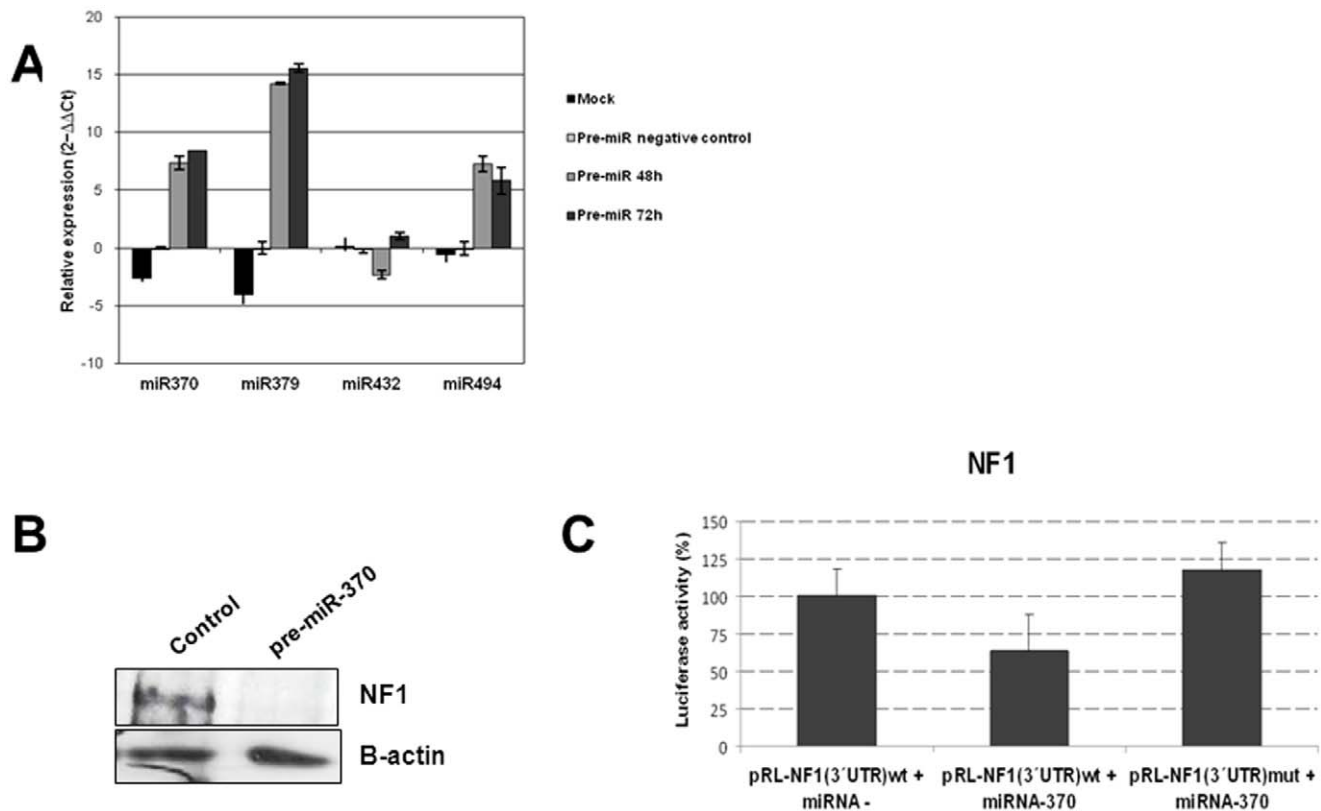 A
Relative expression (2−ΔΔCt)
20
15
10
5
0
-5
-10
miR370
miR379
miR432
miR494
Mock
Pre-miR negative control
Pre-miR 48h
Pre-miR 72h
B
Control
pre-miR-370
NF1
B-actin
C
NF1
Luciferase activity (%)
150
125
100
75
50
25
0
pRL-NF1(3´UTR)wt +
miRNA -
pRL-NF1(3´UTR)wt +
miRNA-370
pRL-NF1(3´UTR)mut +
miRNA-370